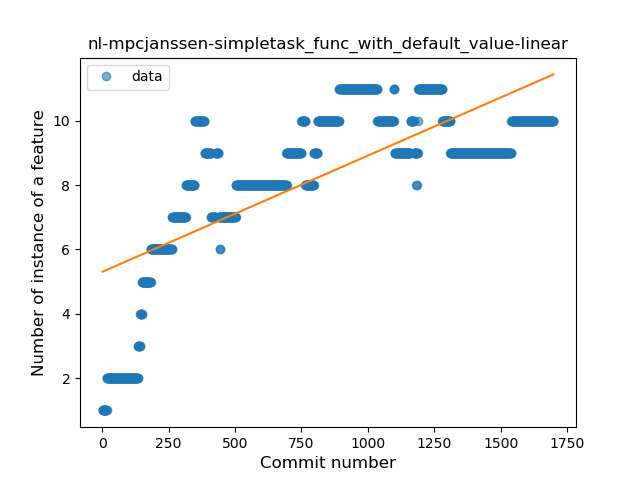 nl-mpcjanssen-simpletask_func_with_default_value-linear
data
Number of instance of a feature
10
8
6
4
2
0 250 500 750 1000 1250 1500 1750
Commit number